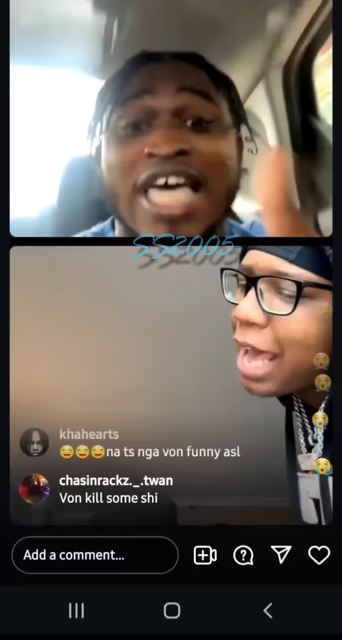 SS2005
khahearts
😂😂😂na ts nga von funny asl
chasinrackz._.twan
Von kill some shi
Add a comment...